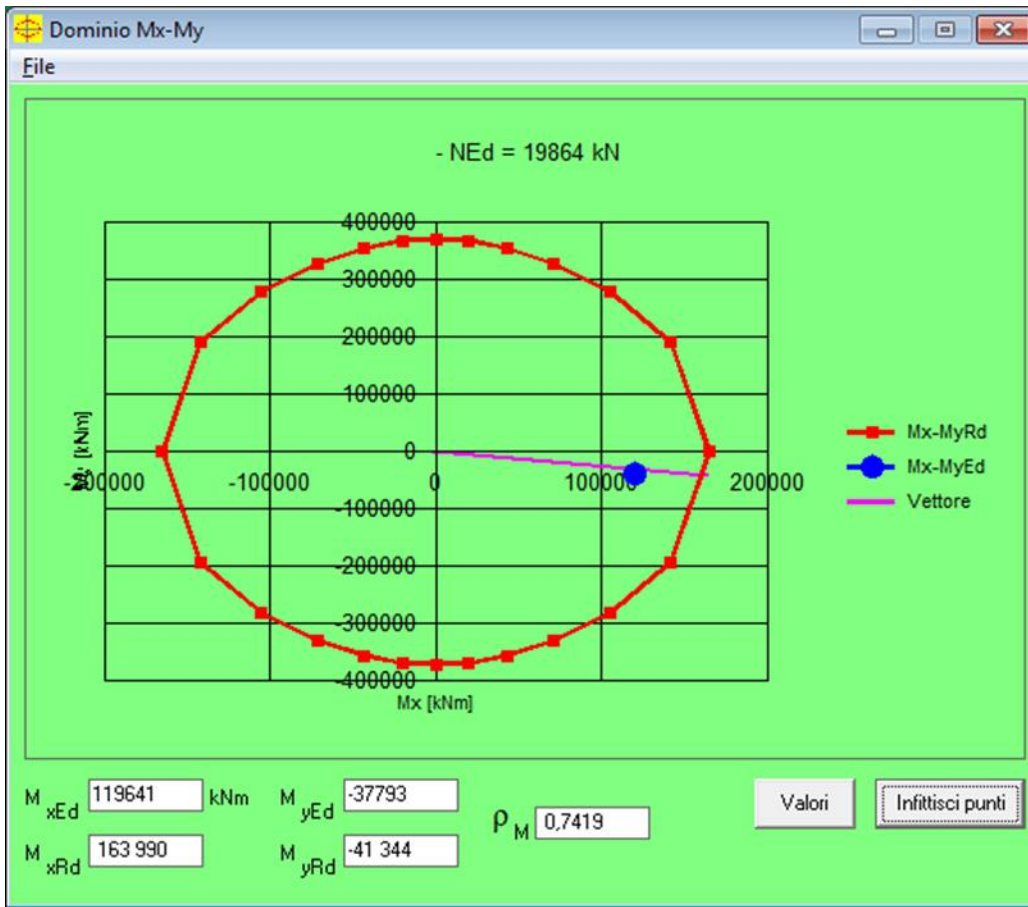 Dominio Mx-My
File
- NEd = 19864 kN
400000
300000
200000
100000
0
-100000
-200000
-300000
-400000
-200000
-100000
0
100000
200000
[kNm]
Mx [kNm]
Mx-MyRd
Mx-MyEd
Vettore
M xEd 119641 kNm M yEd -37793
M xRd 163 990 M yRd -41 344
ρ M 0,7419
Valori
Infittisci punti